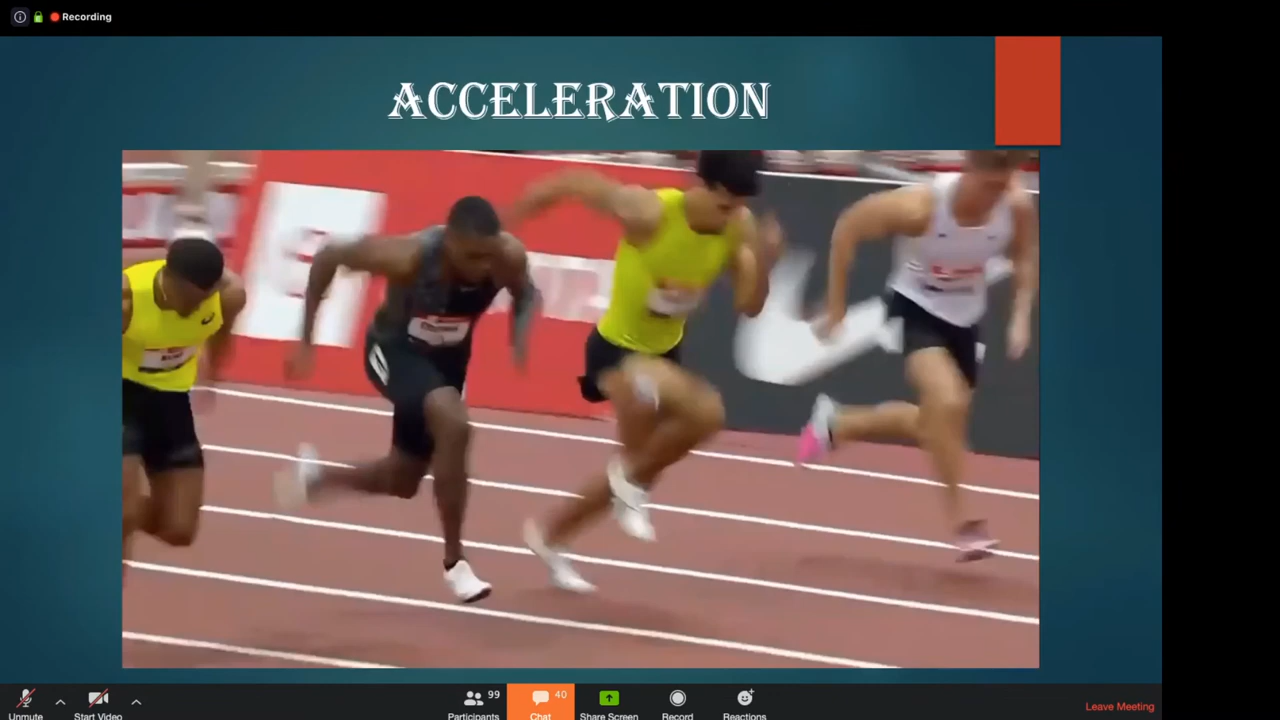 Recording
ACCELERATION
99
40
Unmute
Start Video
Participants
Chat
Share Screen
Record
Reactions
Leave Meeting